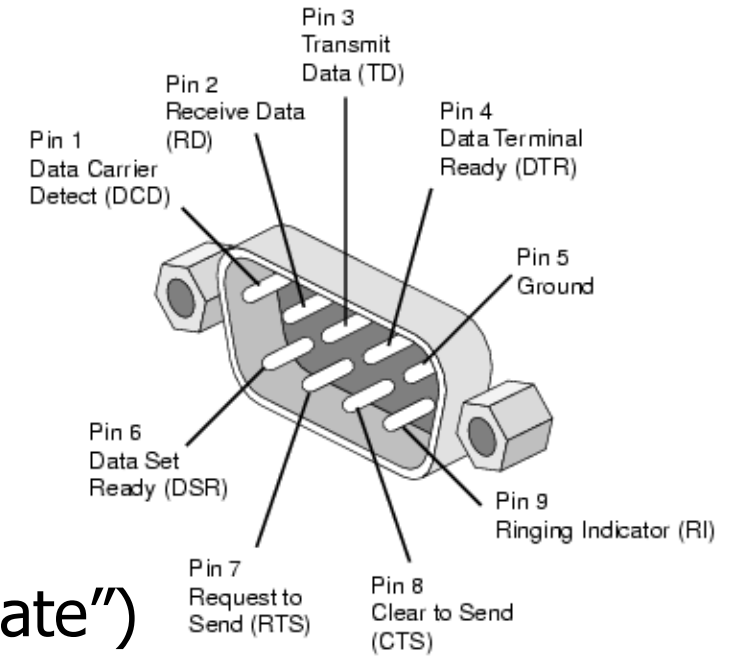 Pin 3
Transmit
Data (TD)
Pin 2
Receive Data
(RD)
Pin 4
Data Terminal
Ready (DTR)
Pin 1
Data Carrier
Detect (DCD)
Pin 5
Ground
Pin 6
Data Set
Ready (DSR)
Pin 9
Ringing Indicator (RI)
Pin 7
Request to
Send (RTS)
Pin 8
Clear to Send
(CTS)
ate”)